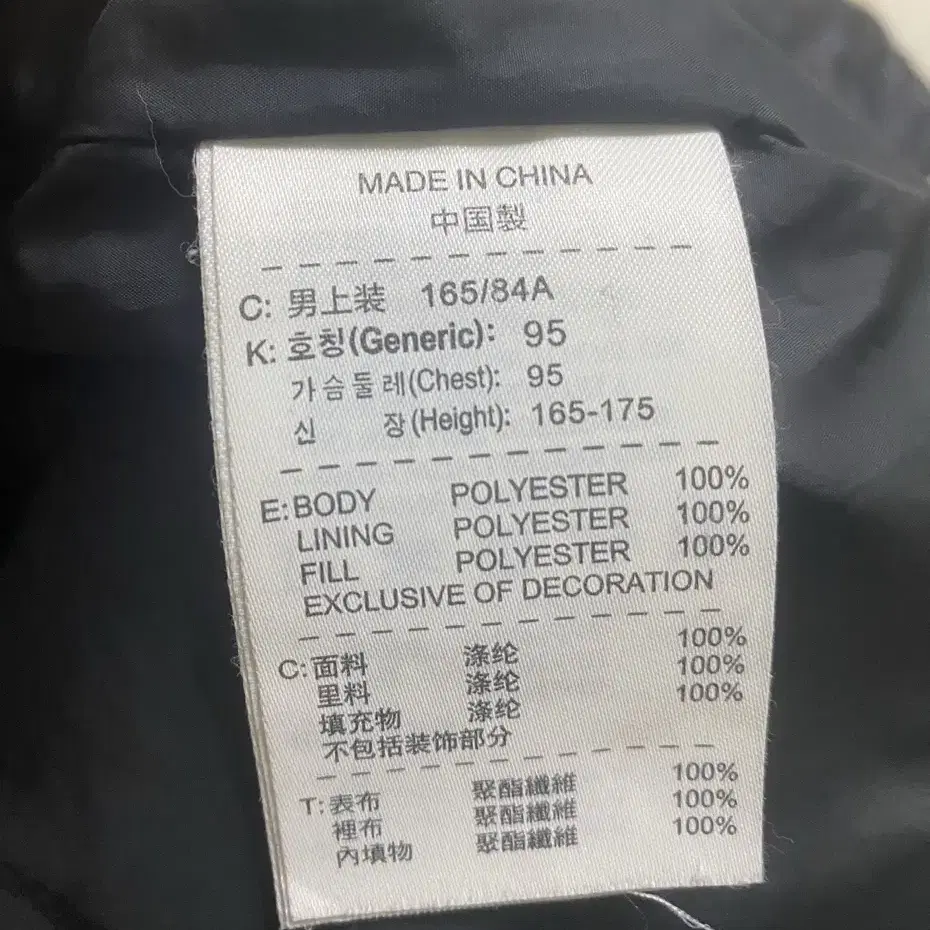 MADE IN CHINA
中国製
C: 男上装 165/84A
K: 호칭(Generic): 95
가슴둘레(Chest): 95
신 장(Height): 165-175
E: BODY POLYESTER 100%
LINING POLYESTER 100%
FILL POLYESTER 100%
EXCLUSIVE OF DECORATION
C: 面料 涤纶 100%
里料 涤纶 100%
填充物 涤纶 100%
不包括装饰部分
T: 表布 聚酯纖維 100%
裡布 聚酯纖維 100%
內填物 聚酯纖維 100%